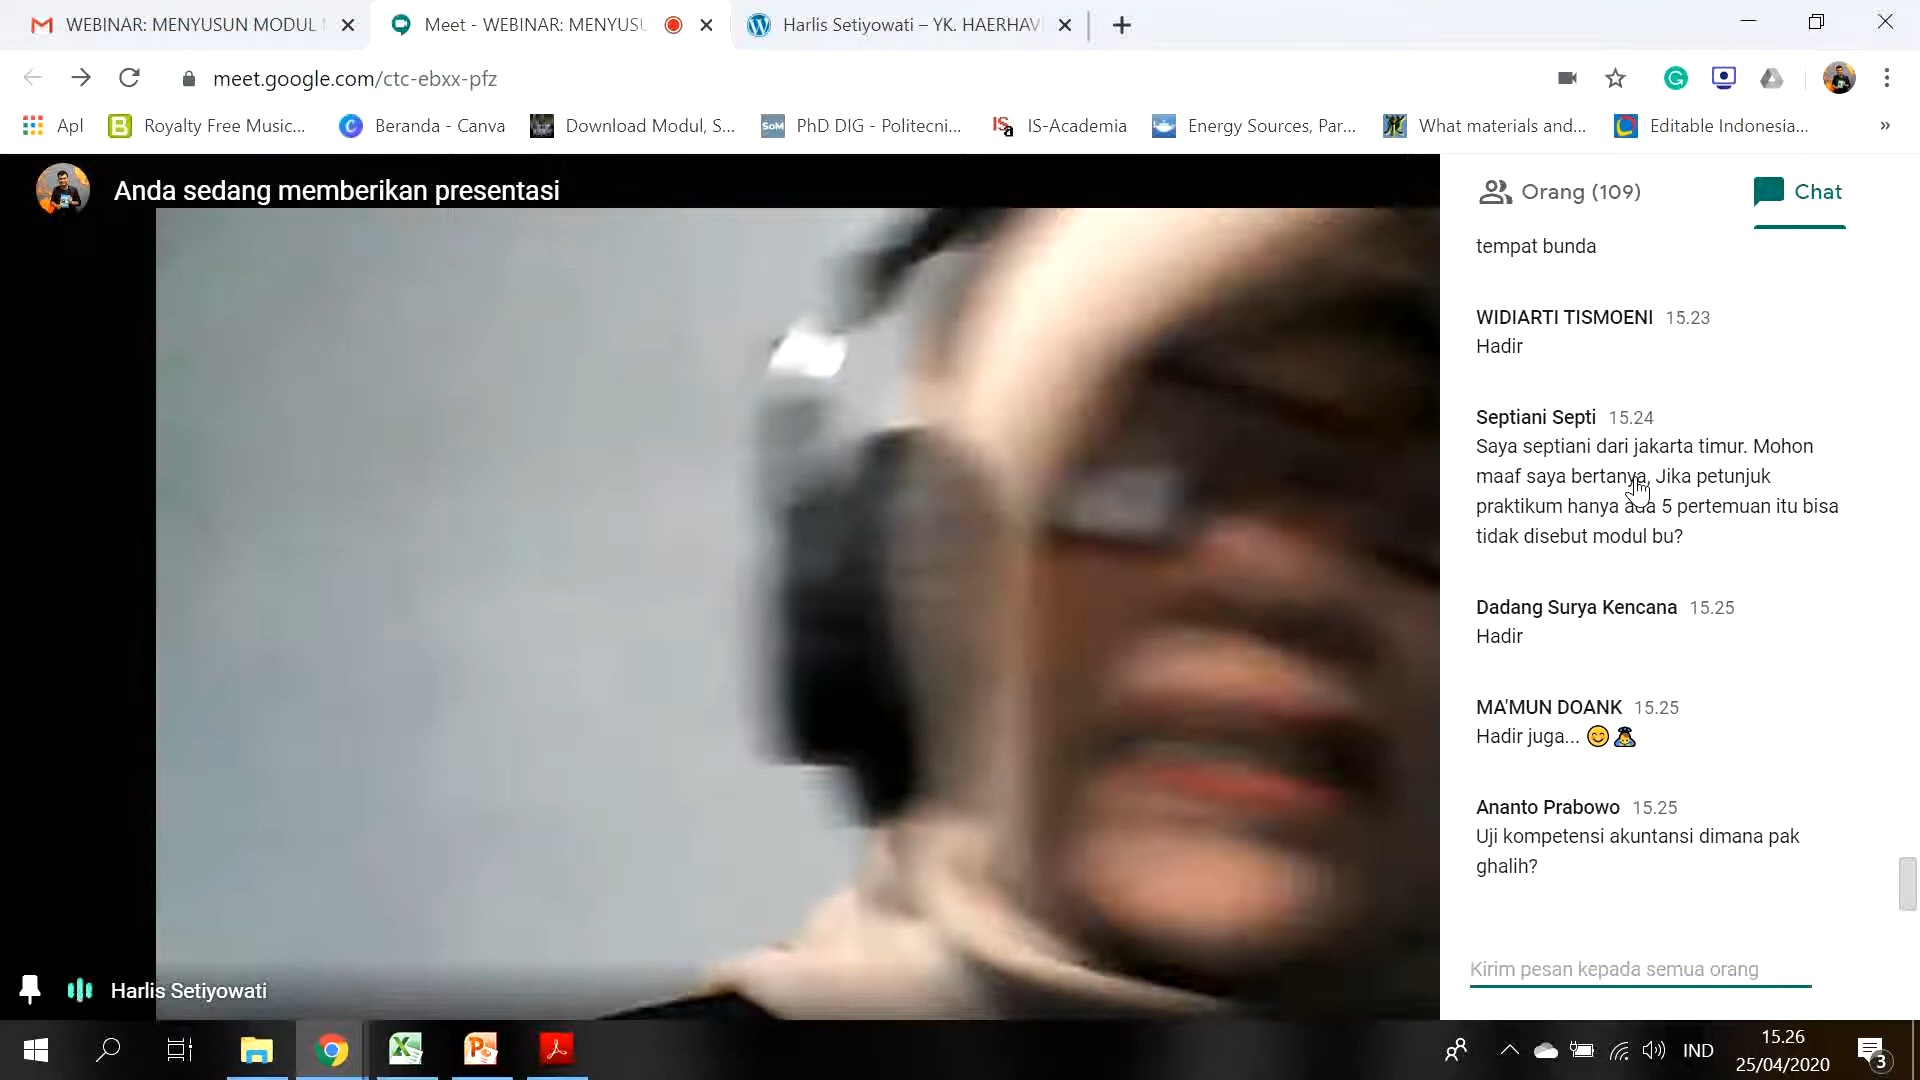 WEBINAR: MENYUSUN MODUL
Meet - WEBINAR: MENYUSU
Harlis Setiyowati – YK. HAERHAV
meet.google.com/ctc-ebxx-pfz
Apl
Royalty Free Music...
Beranda - Canva
Download Modul, S...
SoM
PhD DIG - Politecni...
IS-Academia
Energy Sources, Par...
What materials and...
Editable Indonesia...
»
Anda sedang memberikan presentasi
Orang (109)
Chat
tempat bunda
WIDIARTI TISMOENI 15.23
Hadir
Septiani Septi 15.24
Saya septiani dari jakarta timur. Mohon
maaf saya bertanya, Jika petunjuk
praktikum hanya ada 5 pertemuan itu bisa
tidak disebut modul bu?
Dadang Surya Kencana 15.25
Hadir
MA'MUN DOANK 15.25
Hadir juga... 😊🙇
Ananto Prabowo 15.25
Uji kompetensi akuntansi dimana pak
ghalih?
Kirim pesan kepada semua orang
Harlis Setiyowati
IND
15.26
25/04/2020
3